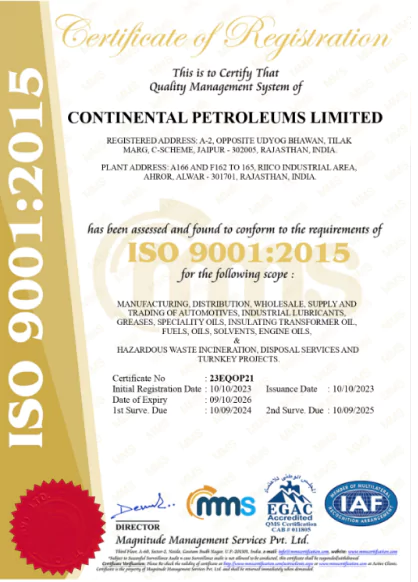 Certificate of Registration
This is to Certify That
Quality Management System of
CONTINENTAL PETROLEUMS LIMITED
REGISTERED ADDRESS: A-2, OPPOSITE UDYOG BHAWAN, TILAK
MARG, C-SCHEME, JAIPUR - 302005, RAJASTHAN, INDIA.
PLANT ADDRESS: A166 AND F162 TO 165, RIICO INDUSTRIAL AREA,
AHROR, ALWAR - 301701, RAJASTHAN, INDIA.
has been assessed and found to conform to the requirements of
ISO 9001:2015
for the following scope :
MANUFACTURING, DISTRIBUTION, WHOLESALE, SUPPLY AND
TRADING OF AUTOMOTIVES, INDUSTRIAL LUBRICANTS,
GREASES, SPECIALITY OILS, INSULATING TRANSFORMER OIL,
FUELS, OILS, SOLVENTS, ENGINE OILS,
&
HAZARDOUS WASTE INCINERATION, DISPOSAL SERVICES AND
TURNKEY PROJECTS.
Certificate No : 23EQOP21
Initial Registration Date : 10/10/2023 Issuance Date : 10/10/2023
Date of Expiry : 09/10/2026
1st Surve. Due : 10/09/2024 2nd Surve. Due : 10/09/2025
ISO 9001:2015
DIRECTOR
mms
EGAC
Accredited
QMS Certification
CAB # 011805
MEMBER OF MULTILATERAL
RECOGNITION ARRANGEMENT
IAF
Magnitude Management Services Pvt. Ltd.